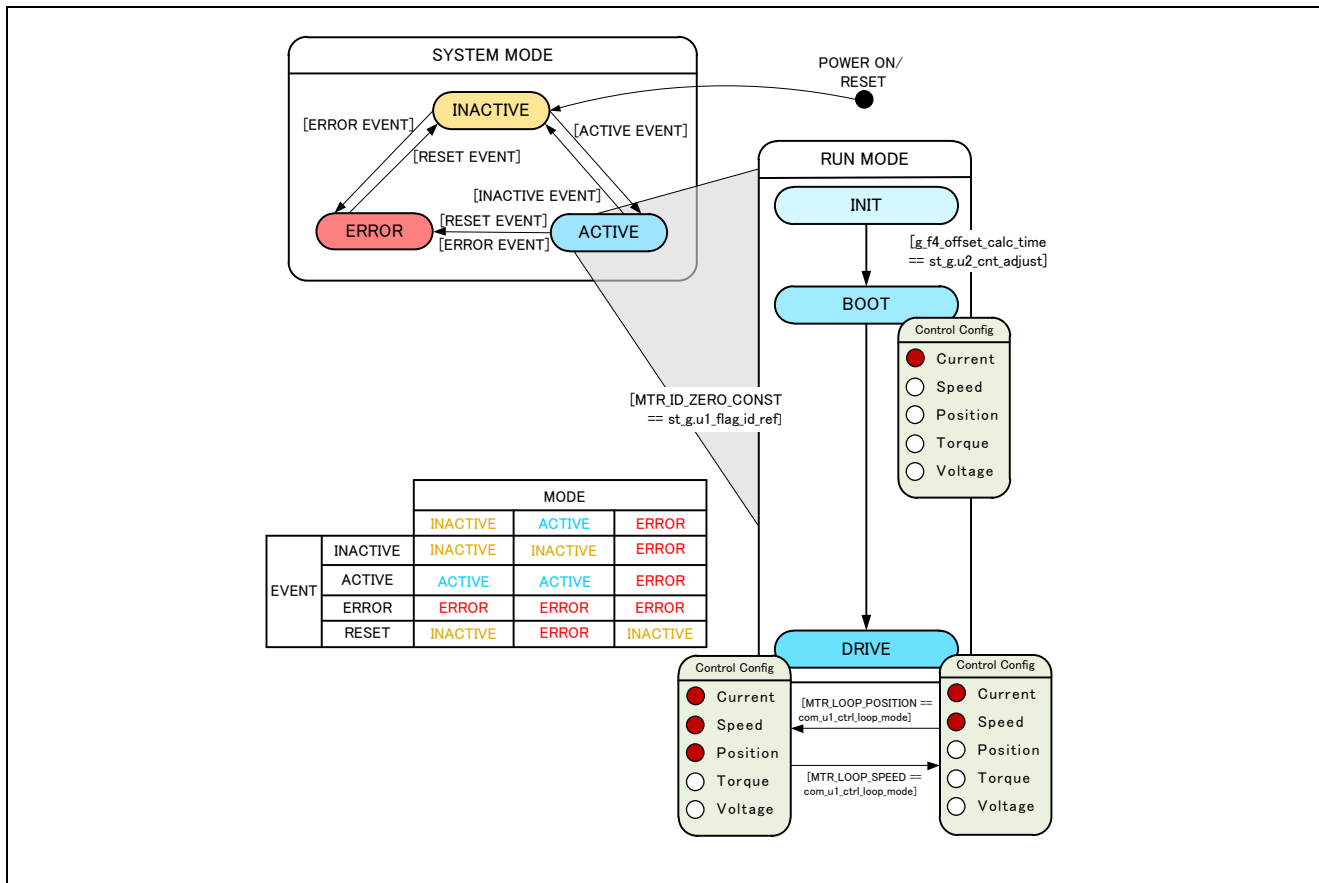 SYSTEM MODE
POWER ON/
RESET
INACTIVE
[ERROR EVENT]
[ACTIVE EVENT]
[RESET EVENT]
[INACTIVE EVENT]
ERROR
[RESET EVENT]
[ERROR EVENT]
ACTIVE
RUN MODE
INIT
[g_f4_offset_calc_time
== st_g.u2_cnt_adjust]
BOOT
Control Config
Current
Speed
Position
Torque
Voltage
[MTR_ID_ZERO_CONST
== st_g.u1_flag_id_ref]
MODE
INACTIVE ACTIVE ERROR
EVENT
INACTIVE INACTIVE INACTIVE ERROR
ACTIVE ACTIVE ACTIVE ERROR
ERROR ERROR ERROR ERROR
RESET INACTIVE ERROR INACTIVE
DRIVE
Control Config
Current
Speed
Position
Torque
Voltage
[MTR_LOOP_POSITION ==
com_u1_ctrl_loop_mode]
[MTR_LOOP_SPEED ==
com_u1_ctrl_loop_mode]
Control Config
Current
Speed
Position
Torque
Voltage